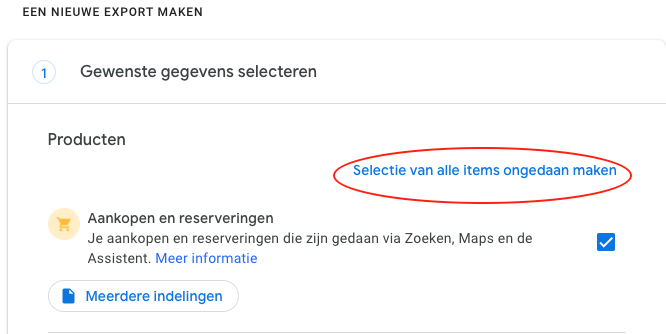 EEN NIEUWE EXPORT MAKEN
1 Gewenste gegevens selecteren
Producten
Selectie van alle items ongedaan maken
Aankopen en reserveringen
Je aankopen en reserveringen die zijn gedaan via Zoeken, Maps en de
Assistent. Meer informatie
Meerdere indelingen